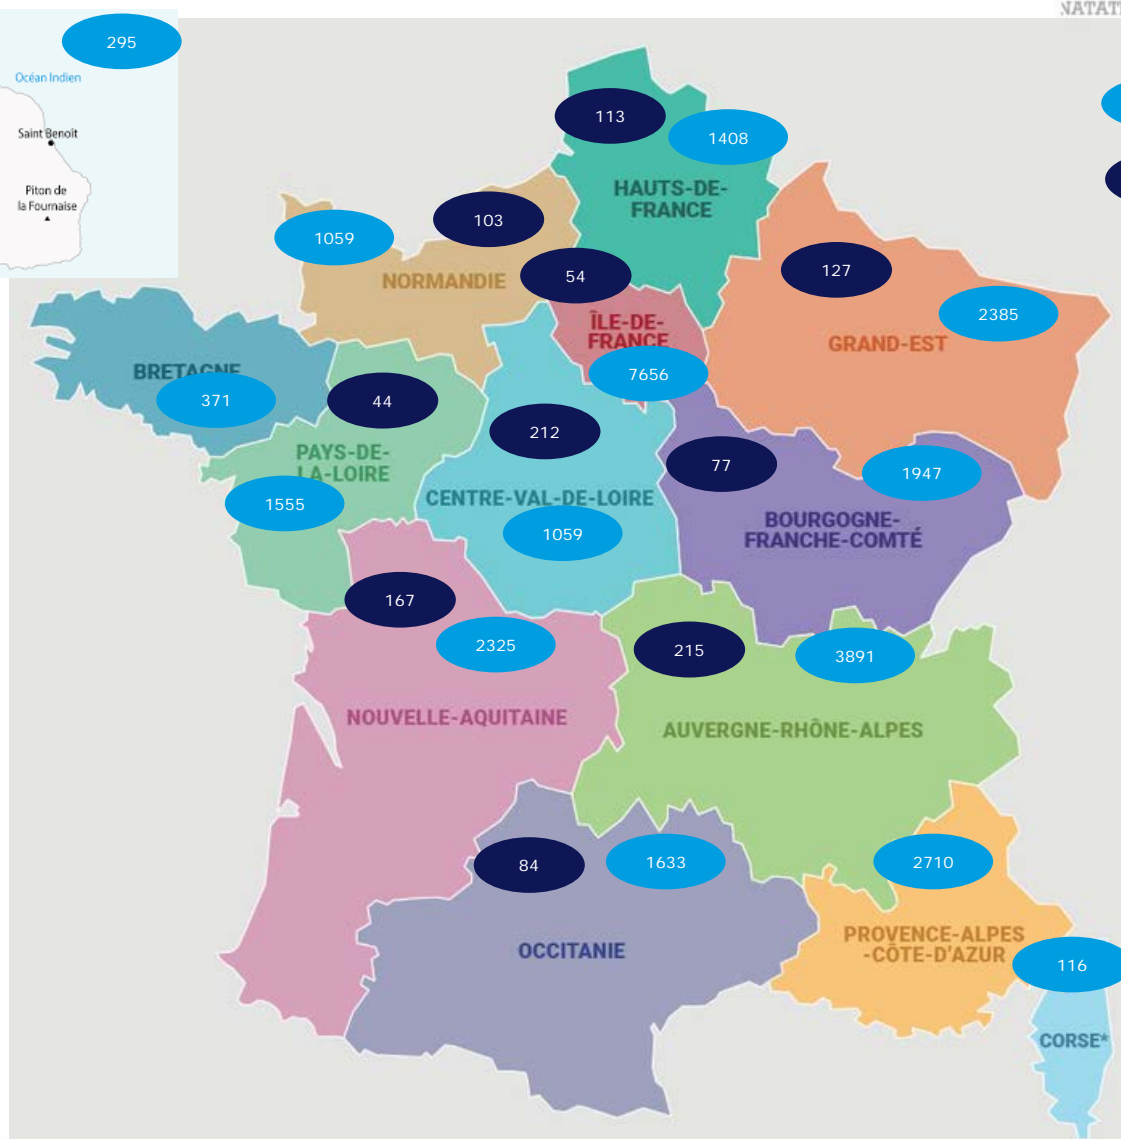 295
Océan Indien
Saint Benoît
Piton de
la Fournaise
113
1408
HAUTS-DE-
FRANCE
103
1059
NORMANDIE
54
ÎLE-DE-
FRANCE
7656
127
2385
GRAND-EST
BRETAGNE
371
44
PAYS-DE-
LA-LOIRE
1555
212
CENTRE-VAL-DE-LOIRE
1059
77
1947
BOURGOGNE-
FRANCHE-COMTÉ
167
2325
NOUVELLE-AQUITAINE
215
3891
AUVERGNE-RHÔNE-ALPES
84
1633
OCCITANIE
2710
PROVENCE-ALPES
-CÔTE-D'AZUR
116
CORSE*